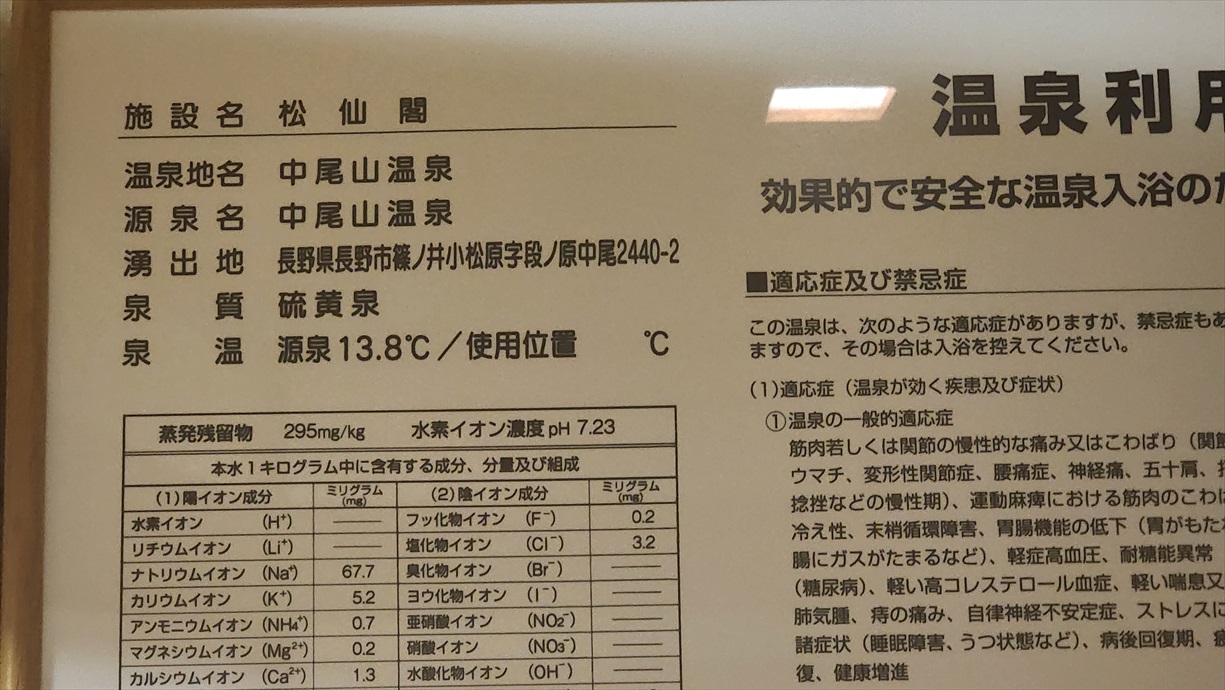 施設名 松仙閣
温泉地名 中尾山温泉
源泉名 中尾山温泉
湧出地 長野県長野市篠ノ井小松原字段ノ原中尾2440-2
泉質 硫黄泉
泉温 源泉13.8℃/使用位置 ℃
蒸発残留物 295mg/kg 水素イオン濃度pH 7.23
本水1キログラム中に含有する成分、分量及び組成
(1)陽イオン成分 ミリグラム(mg) (2)陰イオン成分 ミリグラム(mg)
水素イオン (H⁺) ―― フッ化物イオン (F⁻) 0.2
リチウムイオン (Li⁺) ―― 塩化物イオン (Cl⁻) 3.2
ナトリウムイオン (Na⁺) 67.7 臭化物イオン (Br⁻) ――
カリウムイオン (K⁺) 5.2 ヨウ化物イオン (I⁻) ――
アンモニウムイオン (NH₄⁺) 0.7 亜硝酸イオン (NO₂⁻) ――
マグネシウムイオン (Mg²⁺) 0.2 硝酸イオン (NO₃⁻) ――
カルシウムイオン (Ca²⁺) 1.3 水酸化物イオン (OH⁻) ――
温泉利用
効果的で安全な温泉入浴の
■適応症及び禁忌症
この温泉は、次のような適応症がありますが、禁忌症もあ
ますので、その場合は入浴を控えてください。
(1)適応症(温泉が効く疾患及び症状)
①温泉の一般的適応症
筋肉若しくは関節の慢性的な痛み又はこわばり(関節
ウマチ、変形性関節症、腰痛症、神経痛、五十肩、打
捻挫などの慢性期)、運動麻痺における筋肉のこわば
冷え性、末梢循環障害、胃腸機能の低下(胃がもたれ
腸にガスがたまるなど)、軽症高血圧、耐糖能異常
(糖尿病)、軽い高コレステロール血症、軽い喘息又
肺気腫、痔の痛み、自律神経不安定症、ストレスに
諸症状(睡眠障害、うつ状態など)、病後回復期、疲
復、健康増進